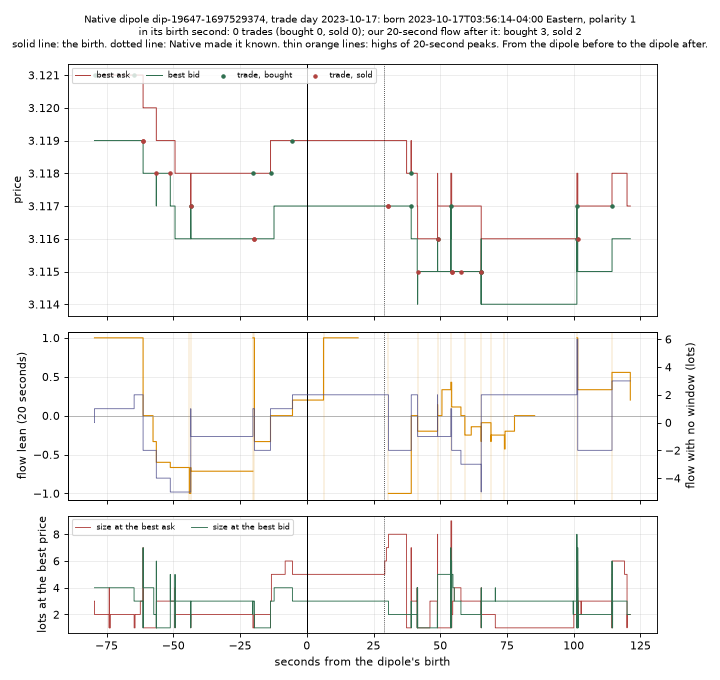 Native dipole dip-19647-1697529374, trade day 2023-10-17: born 2023-10-17T03:56:14-04:00 Eastern, polarity 1
in its birth second: 0 trades (bought 0, sold 0); our 20-second flow after it: bought 3, sold 2
solid line: the birth. dotted line: Native made it known. thin orange lines: highs of 20-second peaks. From the dipole before to the dipole after.
best ask best bid trade, bought trade, sold
3.121
3.120
3.119
3.118
3.117
3.116
3.115
3.114
price
1.0
0.5
0.0
−0.5
−1.0
flow lean (20 seconds)
6
4
2
0
−2
−4
flow with no window (lots)
size at the best ask size at the best bid
8
6
4
2
lots at the best price
−75 −50 −25 0 25 50 75 100 125
seconds from the dipole's birth